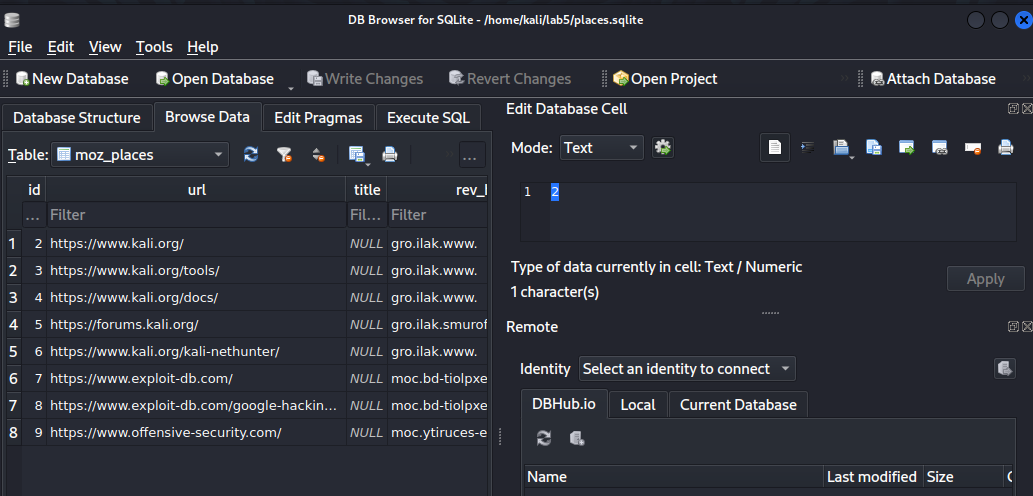 DB Browser for SQLite - /home/kali/lab5/places.sqlite
File Edit View Tools Help
New Database Open Database Write Changes Revert Changes Open Project Attach Database
Database Structure Browse Data Edit Pragmas Execute SQL
Table: moz_places ...
id url title rev_h
... Filter Fil... Filter
1 2 https://www.kali.org/ NULL gro.ilak.www.
2 3 https://www.kali.org/tools/ NULL gro.ilak.www.
3 4 https://www.kali.org/docs/ NULL gro.ilak.www.
4 5 https://forums.kali.org/ NULL gro.ilak.smurof
5 6 https://www.kali.org/kali-nethunter/ NULL gro.ilak.www.
6 7 https://www.exploit-db.com/ NULL moc.bd-tiolpxe
7 8 https://www.exploit-db.com/google-hackin... NULL moc.bd-tiolpxe
8 9 https://www.offensive-security.com/ NULL moc.ytiruces-e
Edit Database Cell
Mode: Text
1 2
Type of data currently in cell: Text / Numeric
1 character(s)
Apply
Remote
Identity Select an identity to connect
DBHub.io Local Current Database
Name Last modified Size